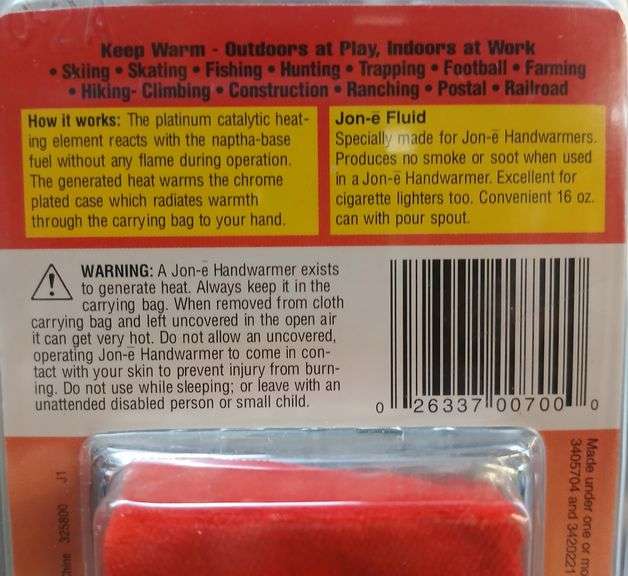 Keep Warm - Outdoors at Play, Indoors at Work
• Skiing • Skating • Fishing • Hunting • Trapping • Football • Farming
• Hiking- Climbing • Construction • Ranching • Postal • Railroad
How it works: The platinum catalytic heat-
ing element reacts with the naptha-base
fuel without any flame during operation.
The generated heat warms the chrome
plated case which radiates warmth
through the carrying bag to your hand.
Jon-ē Fluid
Specially made for Jon-ē Handwarmers.
Produces no smoke or soot when used
in a Jon-ē Handwarmer. Excellent for
cigarette lighters too. Convenient 16 oz.
can with pour spout.
WARNING: A Jon-e Handwarmer exists
to generate heat. Always keep it in the
carrying bag. When removed from cloth
carrying bag and left uncovered in the open air
it can get very hot. Do not allow an uncovered,
operating Jon-ē Handwarmer to come in con-
tact with your skin to prevent injury from burn-
ing. Do not use while sleeping; or leave with an
unattended disabled person or small child.
0 26337 00700 0
325800 J1
Made under one or mo
3405704 and 3420221